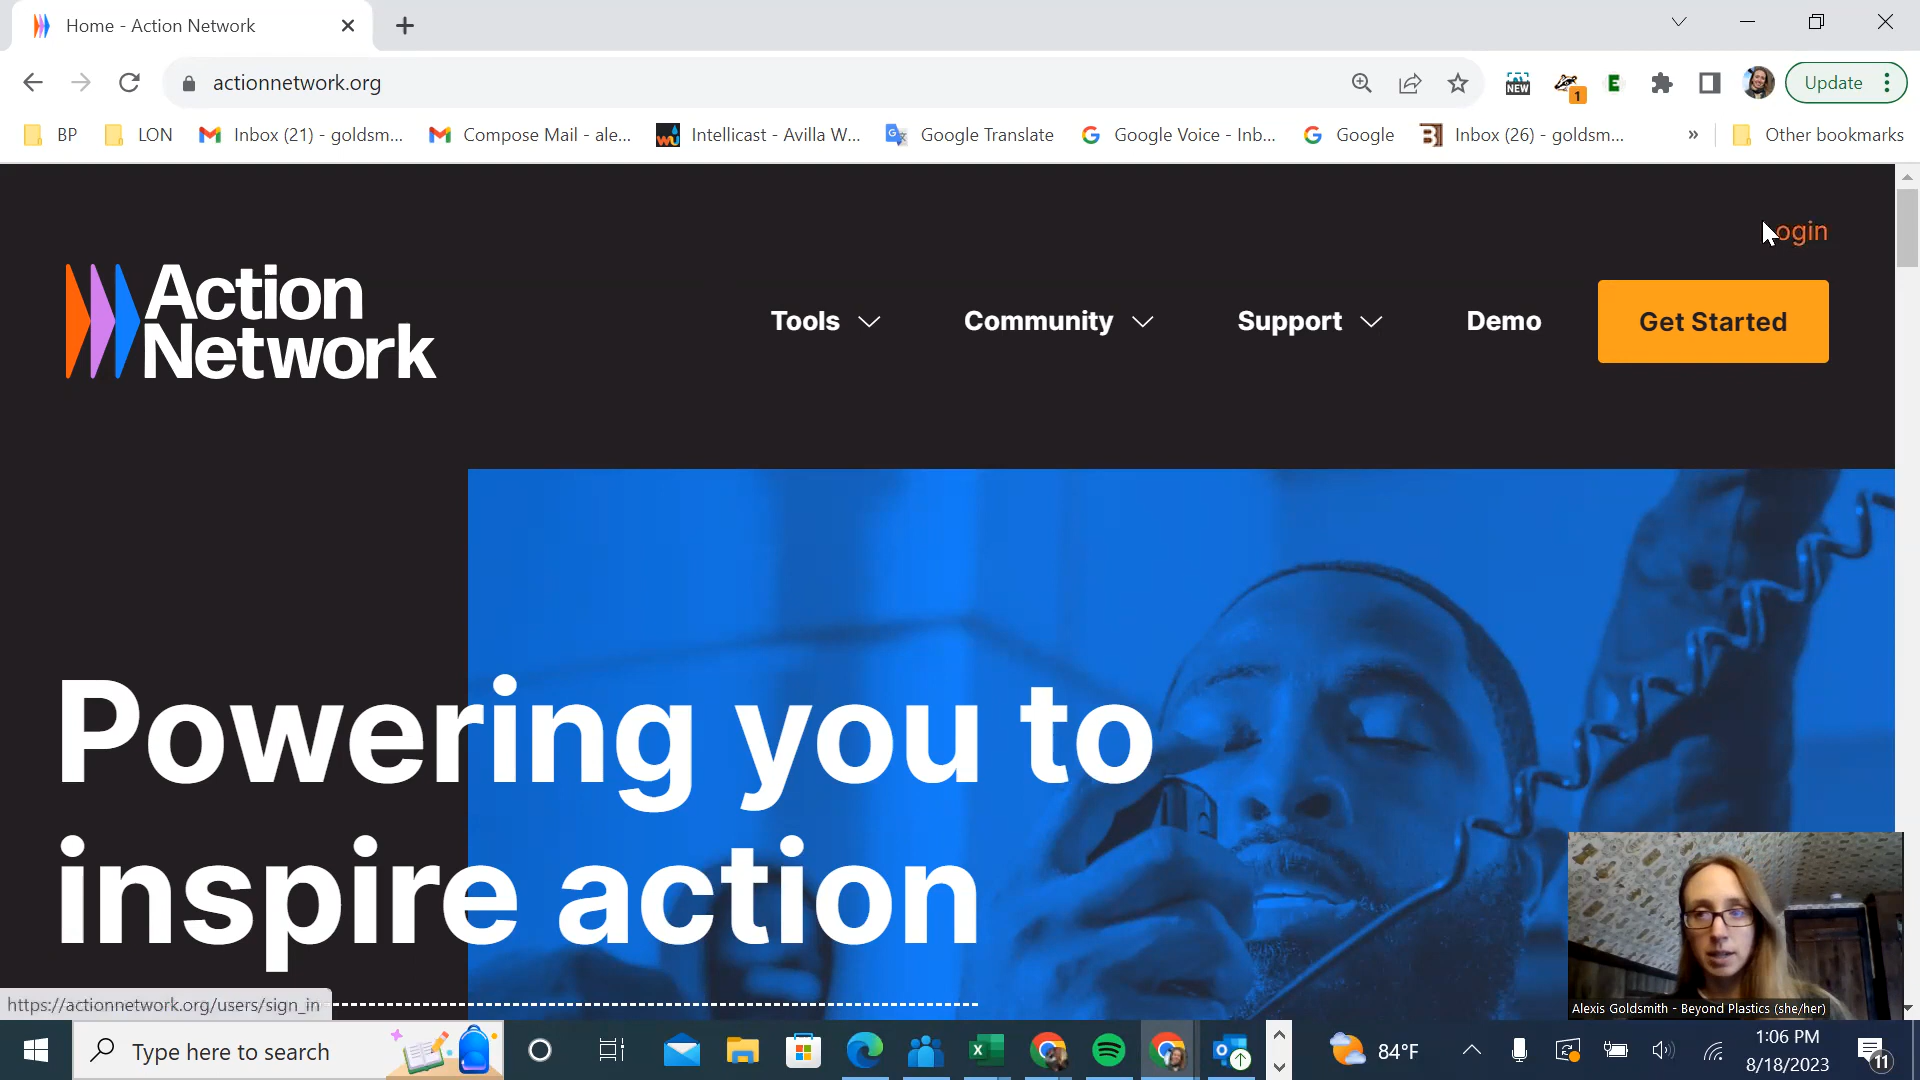 Home - Action Network
actionnetwork.org
NEW
1
E
Update
BP
LON
Inbox (21) - goldsm...
Compose Mail - ale...
Intellicast - Avilla W...
Google Translate
Google Voice - Inb...
Google
Inbox (26) - goldsm...
»
Other bookmarks
ogin
Action
Network
Tools
Community
Support
Demo
Get Started
Powering you to
inspire action
https://actionnetwork.org/users/sign_in
Alexis Goldsmith - Beyond Plastics (she/her)
Type here to search
84°F
1:06 PM
8/18/2023
11